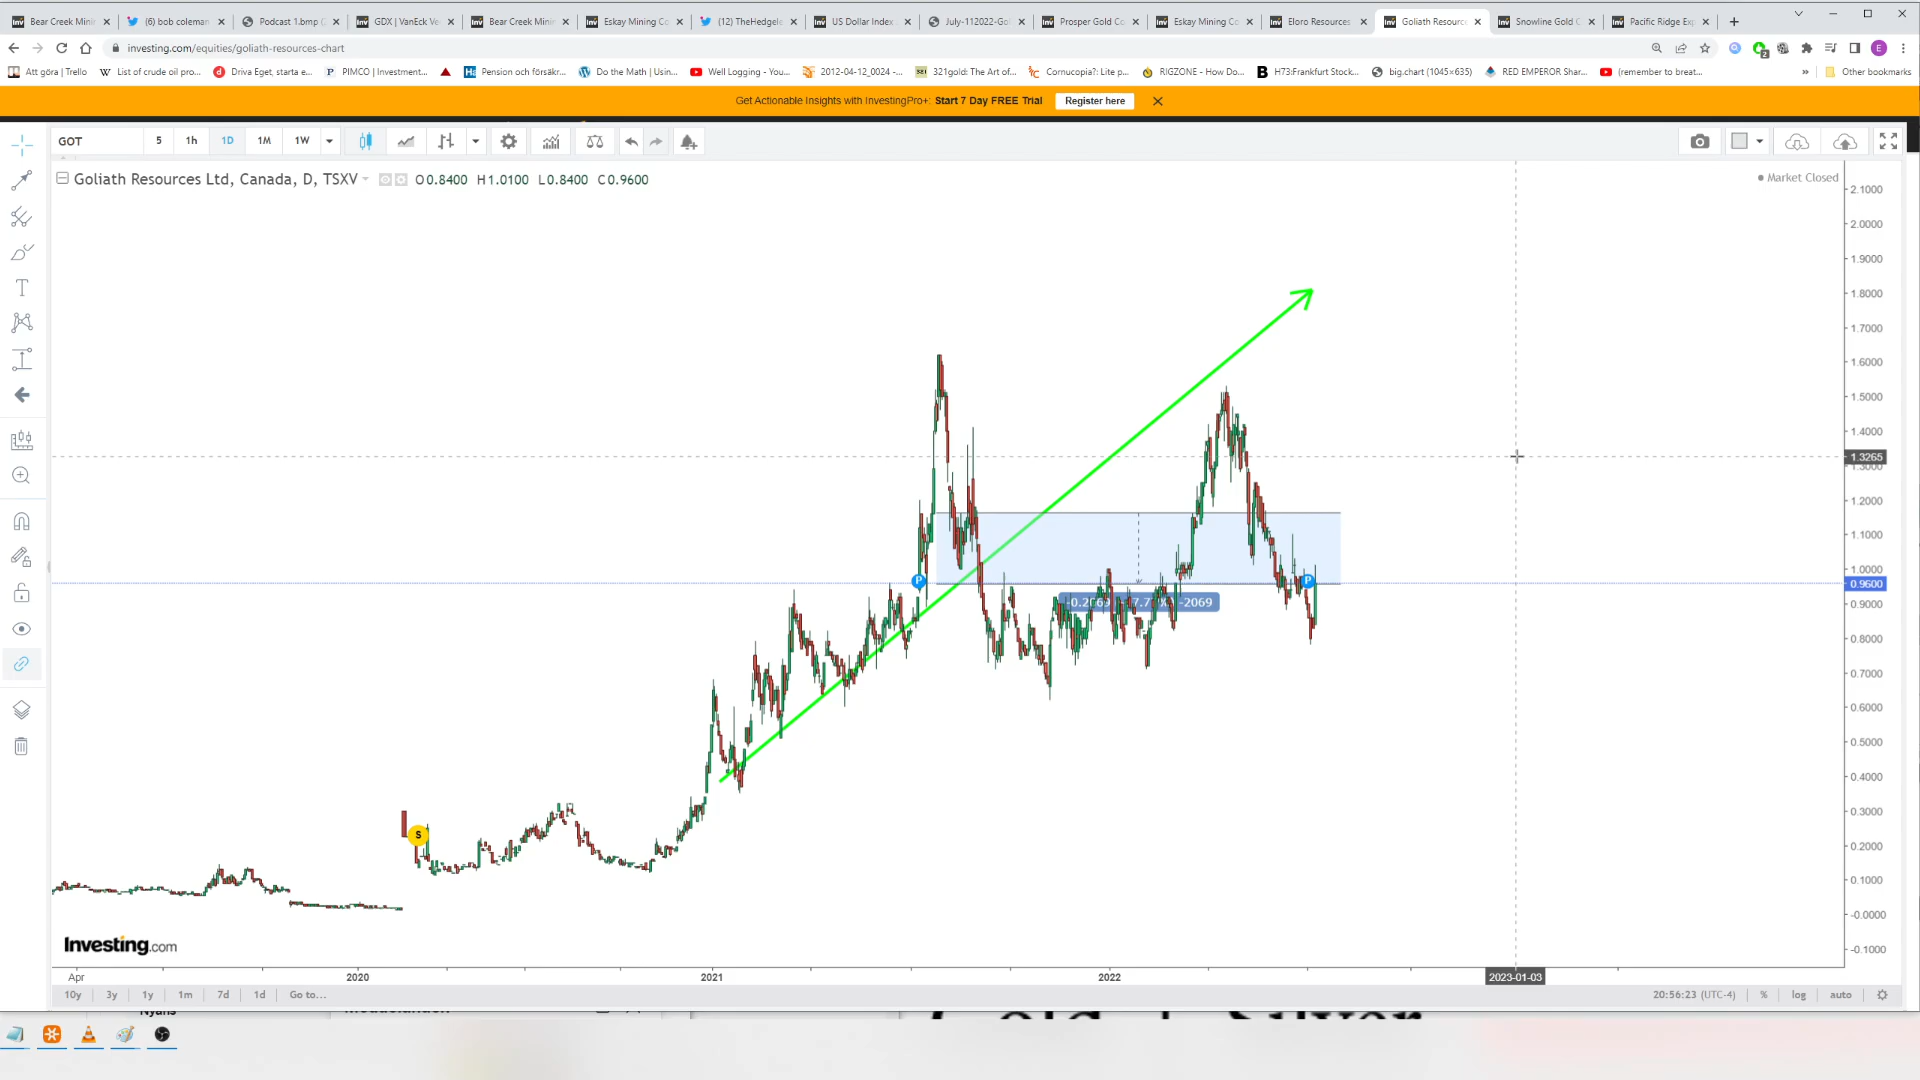 Bear Creek Mini
(6) bob coleman
Podcast 1.bmp (
GDX | VanEck Ve
Bear Creek Mini
Eskay Mining Co
(12) TheHedgele
US Dollar Index
July-112022-Gol
Prosper Gold Co
Eskay Mining Co
Eloro Resources
Goliath Resourc
Snowline Gold C
Pacific Ridge Exp
investing.com/equities/goliath-resources-chart
Att göra | Trello
List of crude oil pro...
Driva Eget, starta e...
PIMCO | Investment...
Pension och försäkr...
Do the Math | Usin...
Well Logging - You...
2012-04-12_0024 -...
321gold: The Art of...
Cornucopia?: Lite p...
RIGZONE - How Do...
H73:Frankfurt Stock...
big.chart (1045×635)
RED EMPEROR Shar...
(remember to breat...
Other bookmarks
Get Actionable Insights with InvestingPro+: Start 7 Day FREE Trial
Register here
GOT 5 1h 1D 1M 1W
Goliath Resources Ltd, Canada, D, TSXV O0.8400 H1.0100 L0.8400 C0.9600
Market Closed
2.1000
2.0000
1.9000
1.8000
1.7000
1.6000
1.5000
1.4000
1.3265
1.3000
1.2000
1.1000
1.0000
0.9600
0.9000
0.8000
0.7000
0.6000
0.5000
0.4000
0.3000
0.2000
0.1000
-0.0000
-0.1000
P
P
S
-2069
Investing.com
Apr 2020 2021 2022 2023-01-03
10y 3y 1y 1m 7d 1d Go to...
20:56:23 (UTC-4) % log auto